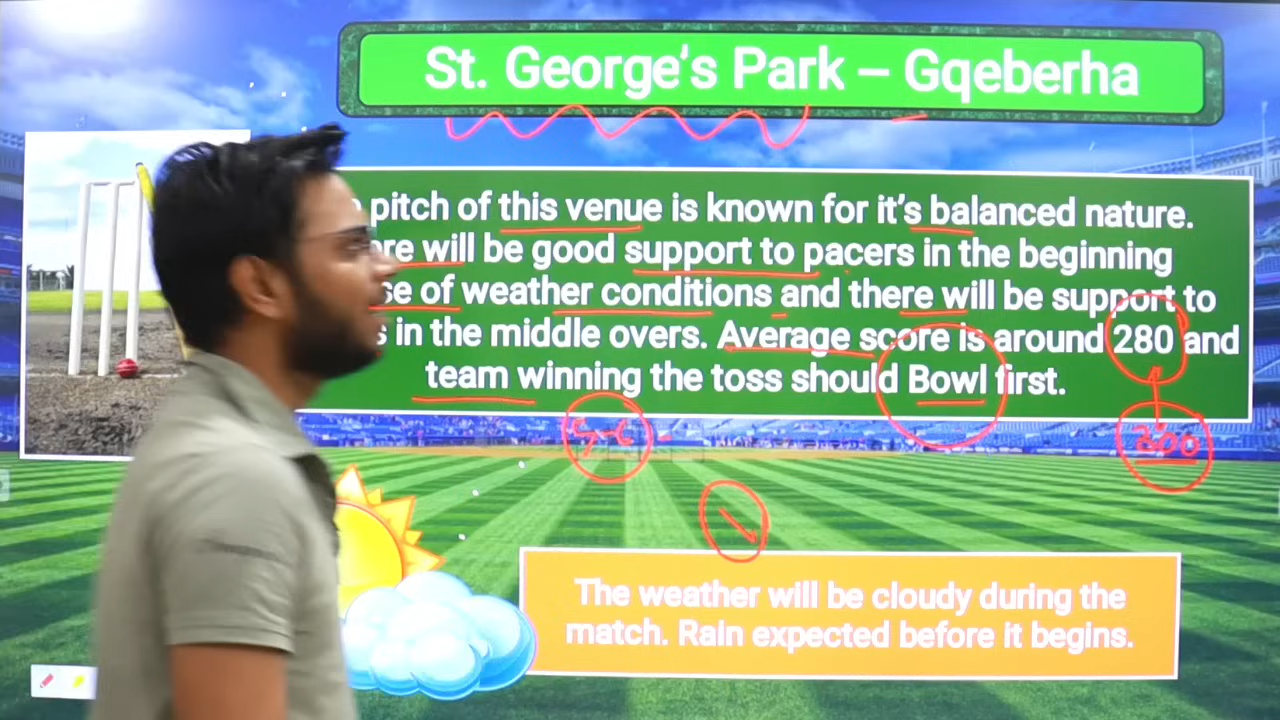 St. George's Park – Gqeberha
pitch of this venue is known for it's balanced nature.
will be good support to pacers in the beginning
of weather conditions and there will be support to
in the middle overs. Average score is around 280 and
team winning the toss should Bowl first.
200
The weather will be cloudy during the
match. Rain expected before it begins.